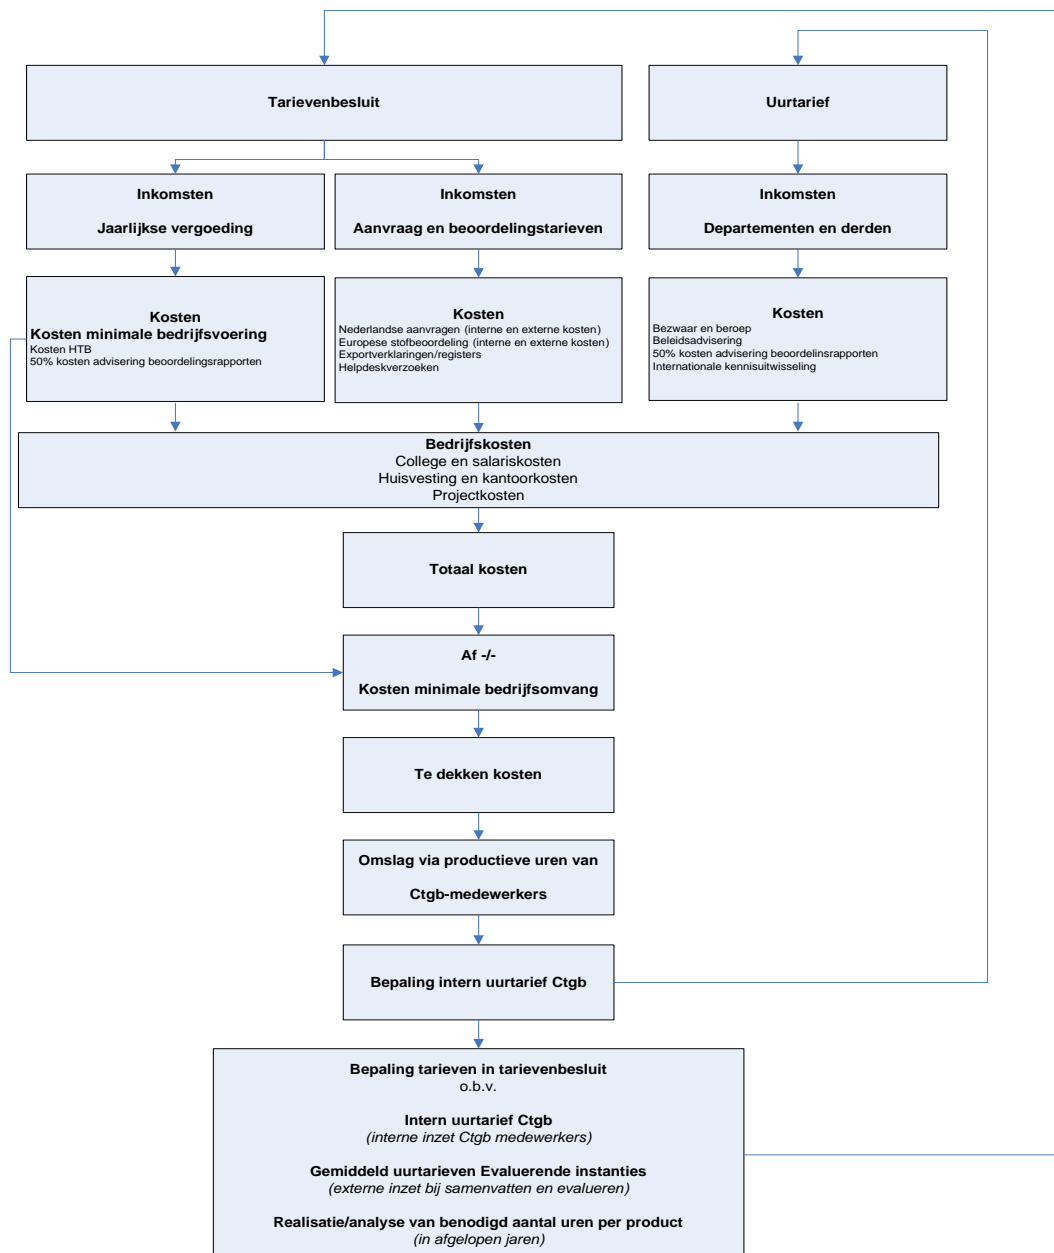 Tarievenbesluit
Uurtarief
Inkomsten
Jaarlijkse vergoeding
Inkomsten
Aanvraag en beoordelingstarieven
Inkomsten
Departementen en derden
Kosten
Kosten minimale bedrijfsvoering
Kosten HTB
50% kosten advisering beoordelingsrapporten
Kosten
Nederlandse aanvragen (interne en externe kosten)
Europese stofbeoordeling (interne en externe kosten)
Exportverklaringen/registers
Helpdeskverzoeken
Kosten
Bezwaar en beroep
Beleidsadvisering
50% kosten advisering beoordelinsrapporten
Internationale kennisuitwisseling
Bedrijfskosten
College en salariskosten
Huisvesting en kantoorkosten
Projectkosten
Totaal kosten
Af -/-
Kosten minimale bedrijfsomvang
Te dekken kosten
Omslag via productieve uren van
Ctgb-medewerkers
Bepaling intern uurtarief Ctgb
Bepaling tarieven in tarievenbesluit
o.b.v.
Intern uurtarief Ctgb
(interne inzet Ctgb medewerkers)
Gemiddeld uurtarieven Evaluerende instanties
(externe inzet bij samenvatten en evalueren)
Realisatie/analyse van benodigd aantal uren per product
(in afgelopen jaren)